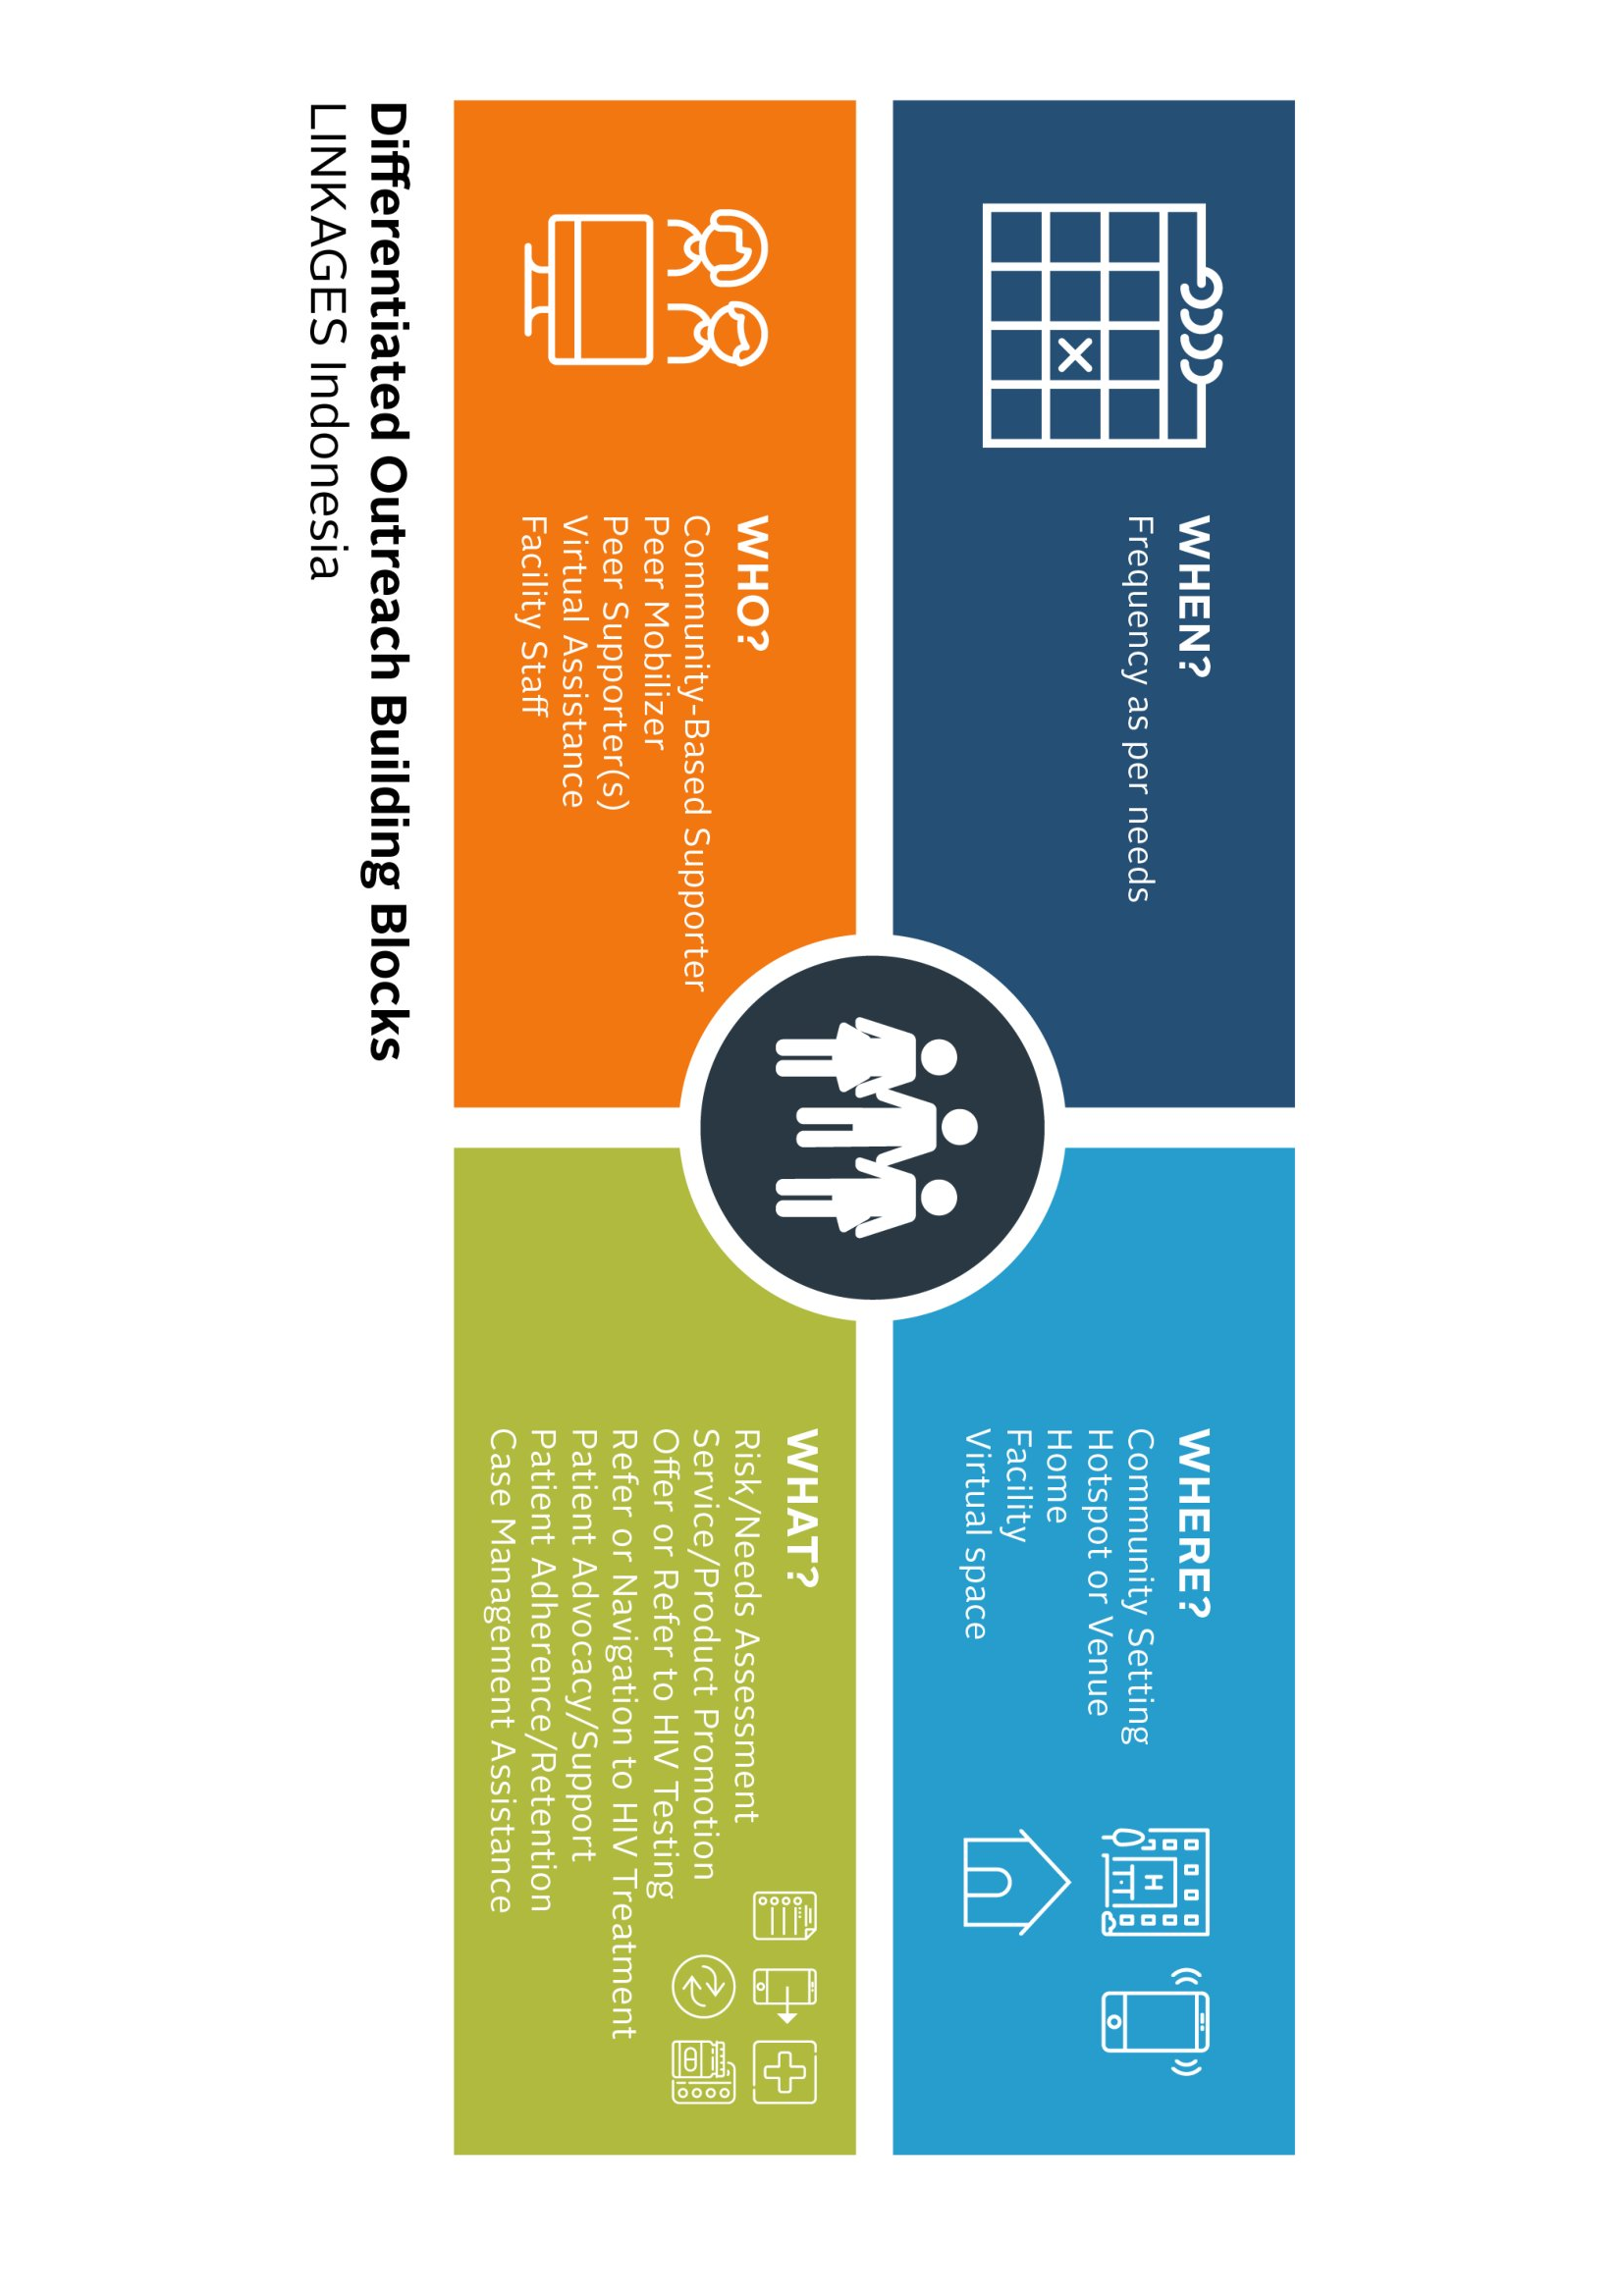 WHEN?
Frequency as per needs
WHERE?
Community Setting
Hotspot or Venue
Home
Facility
Virtual space
H
WHO?
Community-Based Supporter
Peer Mobilizer
Peer Supporter(s)
Virtual Assistance
Facility Staff
WHAT?
Risk/Needs Assessment
Service/Product Promotion
Offer or Refer to HIV Testing
Refer or Navigation to HIV Treatment
Patient Advocacy/Support
Patient Adherence/Retention
Case Management Assistance
Differentiated Outreach Building Blocks
LINKAGES Indonesia